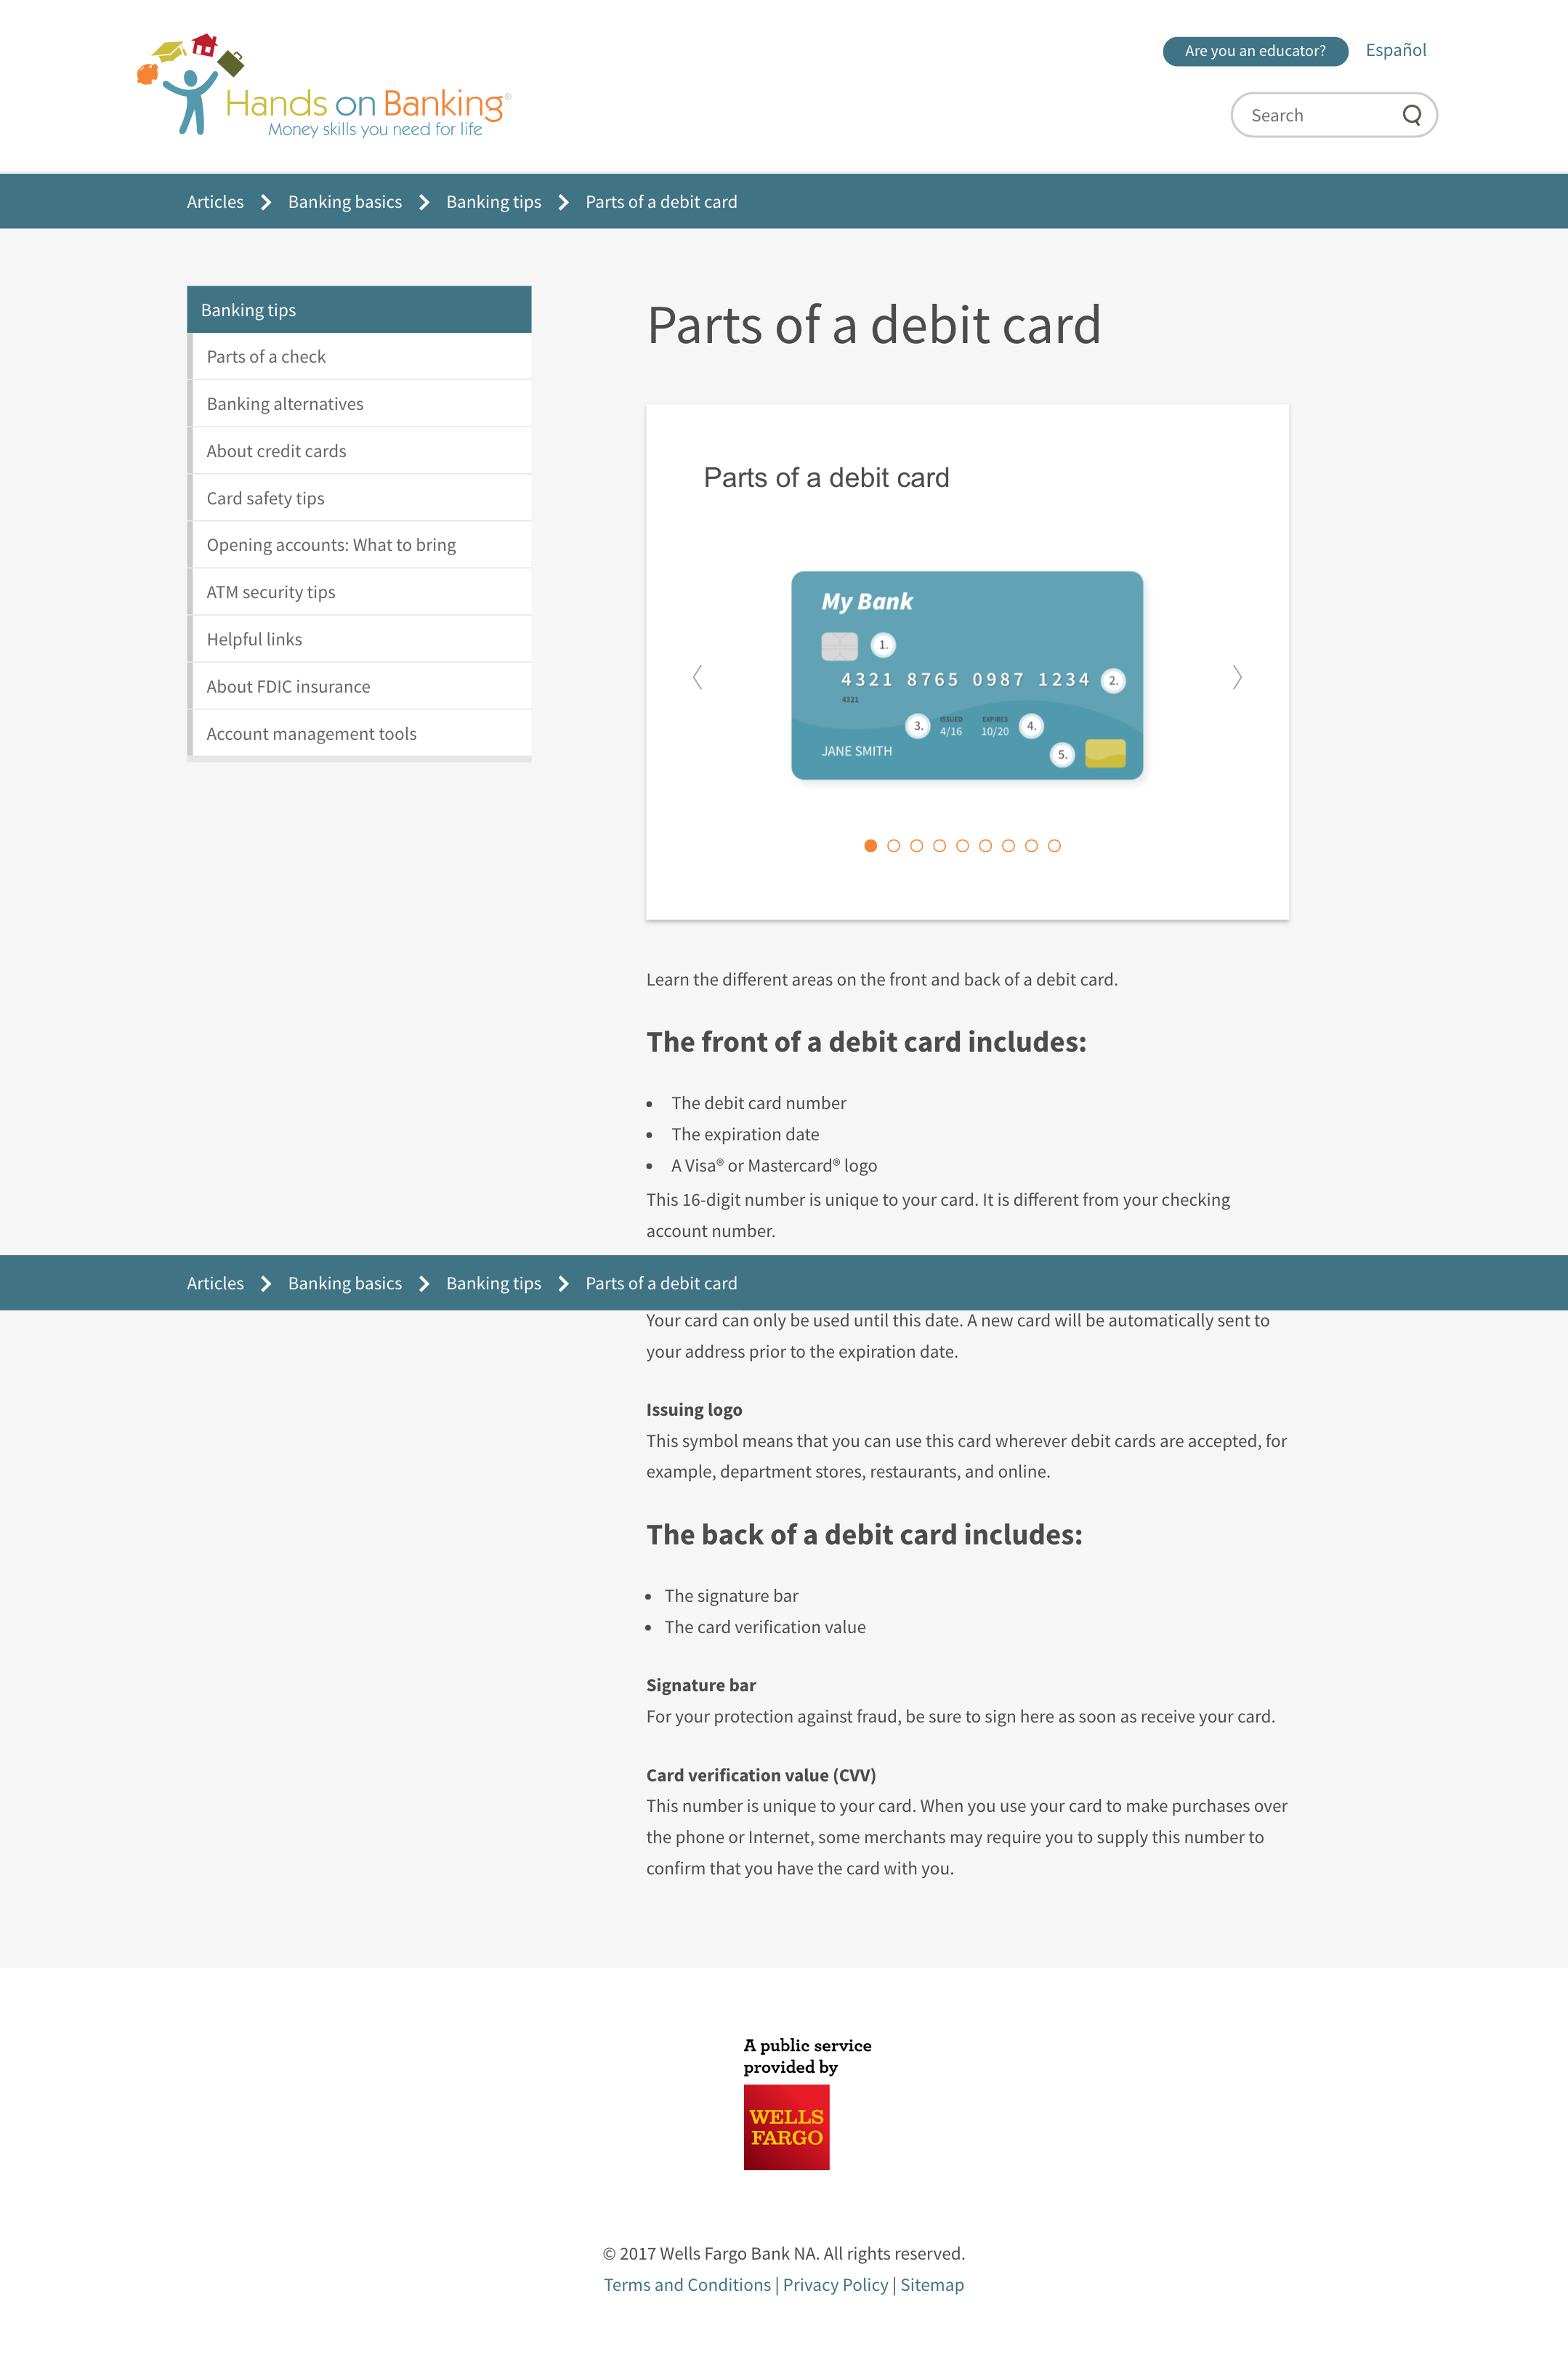 Are you an educator?
Español
Hands on Banking®
Money skills you need for life
Search
Articles
Banking basics
Banking tips
Parts of a debit card
Banking tips
Parts of a check
Banking alternatives
About credit cards
Card safety tips
Opening accounts: What to bring
ATM security tips
Helpful links
About FDIC insurance
Account management tools
Parts of a debit card
Parts of a debit card
My Bank
1.
4321 8765 0987 1234
2.
4321
3.
ISSUED
4/16
EXPIRES
10/20
4.
JANE SMITH
5.
Learn the different areas on the front and back of a debit card.
The front of a debit card includes:
• The debit card number
• The expiration date
• A Visa® or Mastercard® logo
This 16-digit number is unique to your card. It is different from your checking
account number.
Articles
Banking basics
Banking tips
Parts of a debit card
Your card can only be used until this date. A new card will be automatically sent to
your address prior to the expiration date.
Issuing logo
This symbol means that you can use this card wherever debit cards are accepted, for
example, department stores, restaurants, and online.
The back of a debit card includes:
• The signature bar
• The card verification value
Signature bar
For your protection against fraud, be sure to sign here as soon as receive your card.
Card verification value (CVV)
This number is unique to your card. When you use your card to make purchases over
the phone or Internet, some merchants may require you to supply this number to
confirm that you have the card with you.
A public service
provided by
WELLS
FARGO
© 2017 Wells Fargo Bank NA. All rights reserved.
Terms and Conditions | Privacy Policy | Sitemap